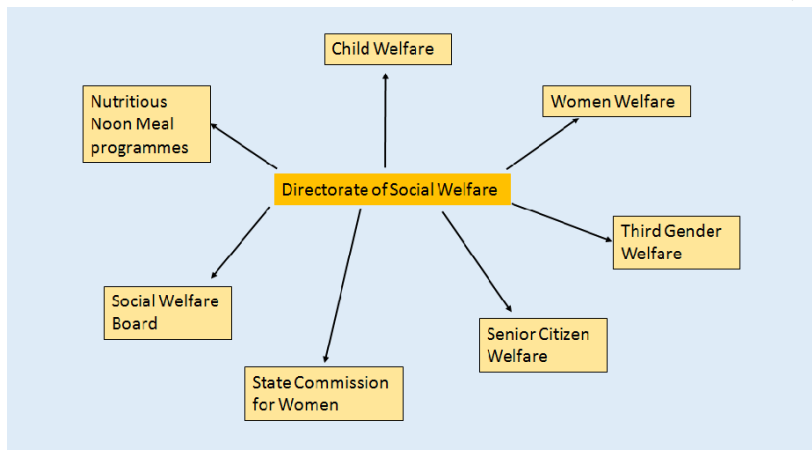 Child Welfare
Nutritious
Noon Meal
programmes
Women Welfare
Directorate of Social Welfare
Third Gender
Welfare
Social Welfare
Board
Senior Citizen
Welfare
State Commission
for Women